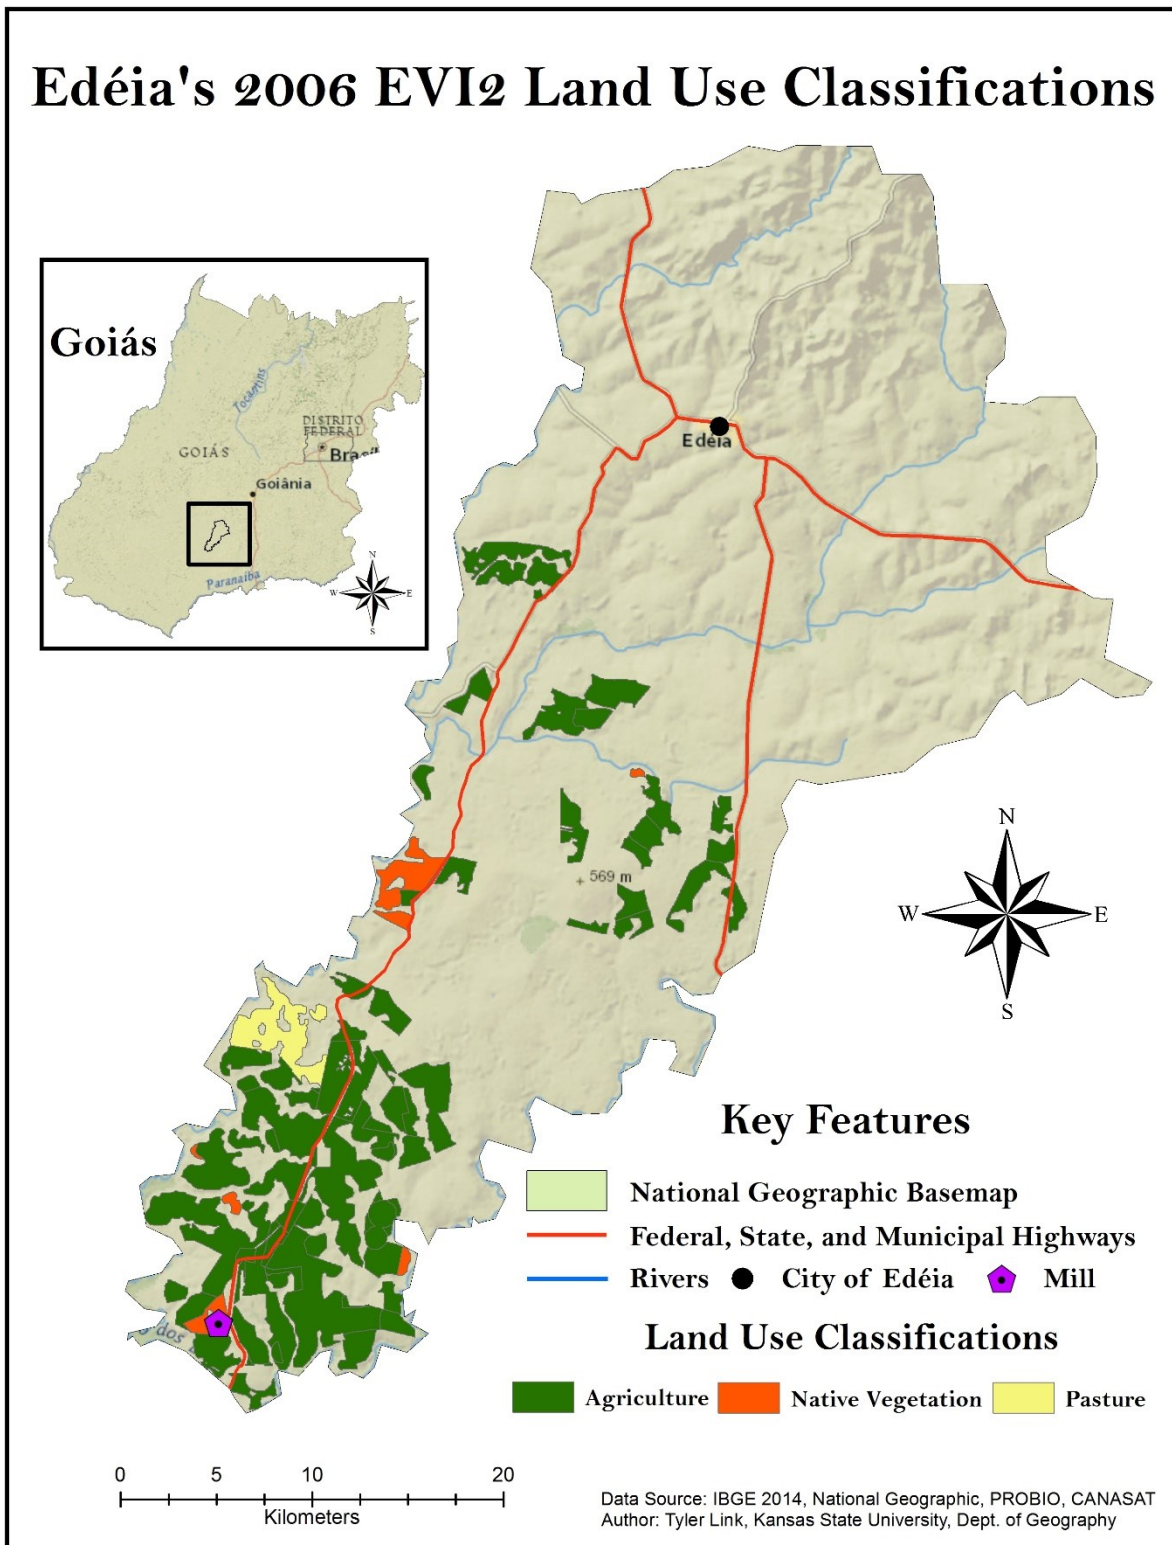 Edéia's 2006 EVI2 Land Use Classifications
Goiás
Tocantins
DISTRITO
FEDERAL
GOIÁS
Goiânia
Paranaíba
N
W
E
S
Edéia
569 m
N
W
E
S
dos
Key Features
National Geographic Basemap
Federal, State, and Municipal Highways
Rivers City of Edéia Mill
Land Use Classifications
Agriculture Native Vegetation Pasture
0 5 10 20
Kilometers
Data Source: IBGE 2014, National Geographic, PROBIO, CANASAT
Author: Tyler Link, Kansas State University, Dept. of Geography